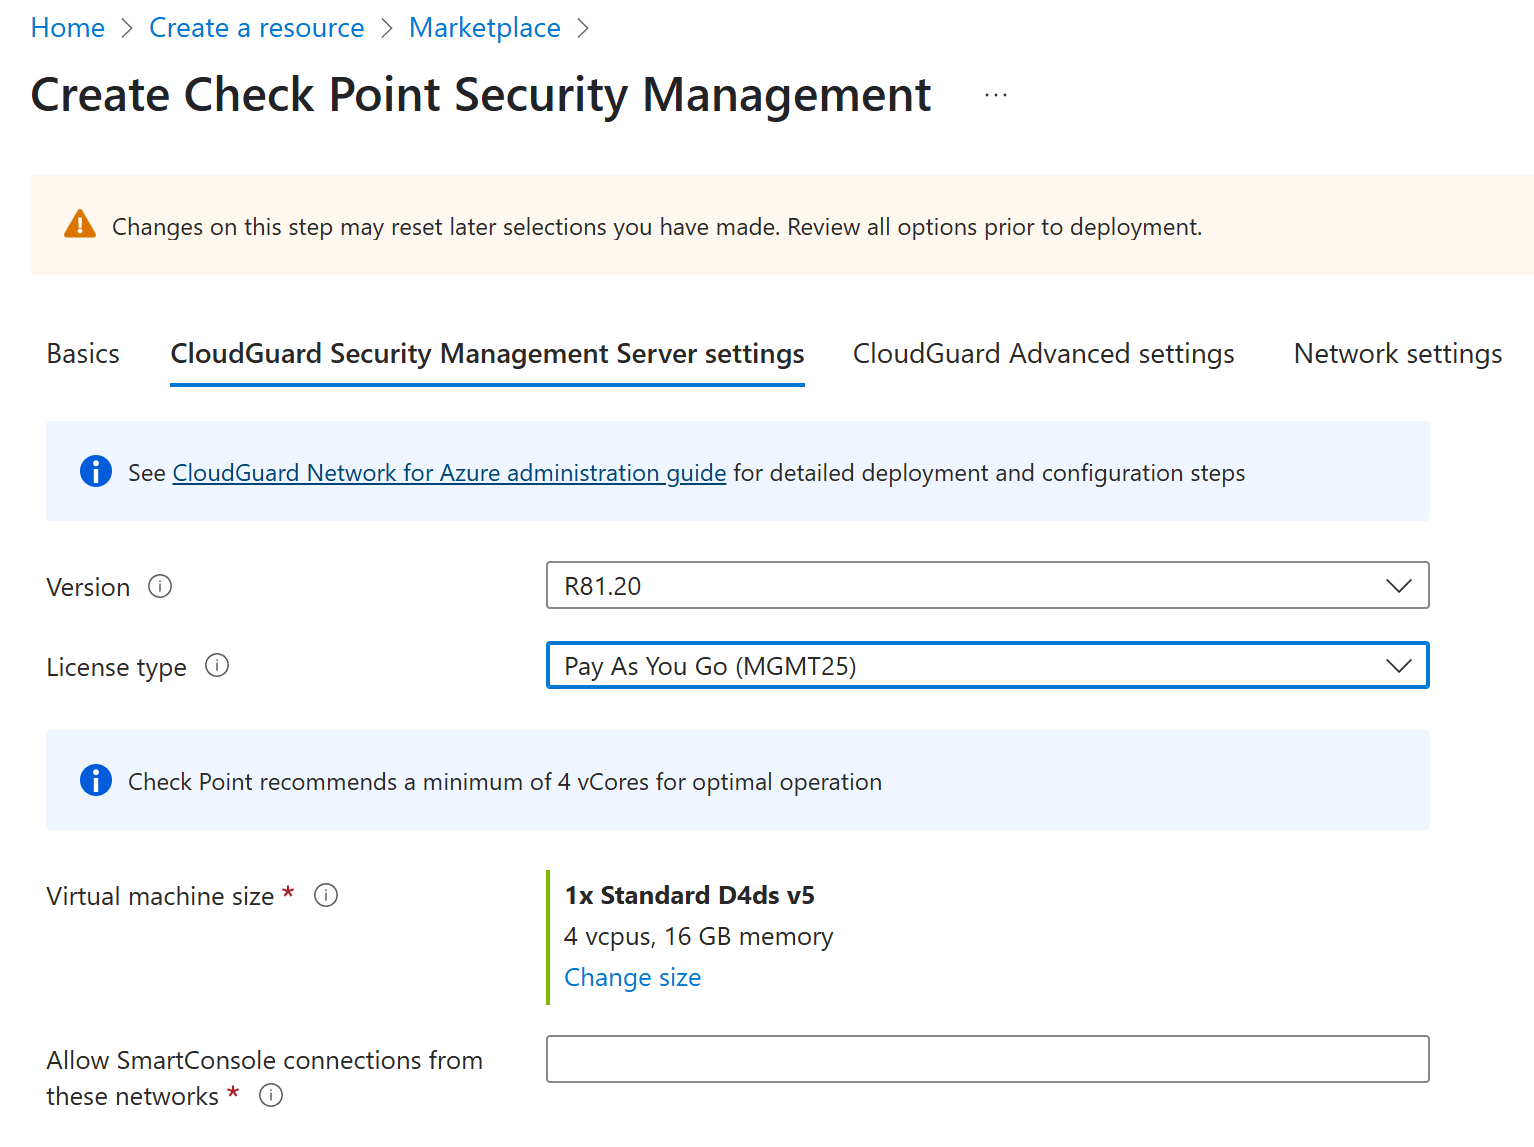 Home > Create a resource > Marketplace >
Create Check Point Security Management ...
Changes on this step may reset later selections you have made. Review all options prior to deployment.
Basics CloudGuard Security Management Server settings CloudGuard Advanced settings Network settings
See CloudGuard Network for Azure administration guide for detailed deployment and configuration steps
Version R81.20
License type Pay As You Go (MGMT25)
Check Point recommends a minimum of 4 vCores for optimal operation
Virtual machine size * 1x Standard D4ds v5
4 vcpus, 16 GB memory
Change size
Allow SmartConsole connections from
these networks *